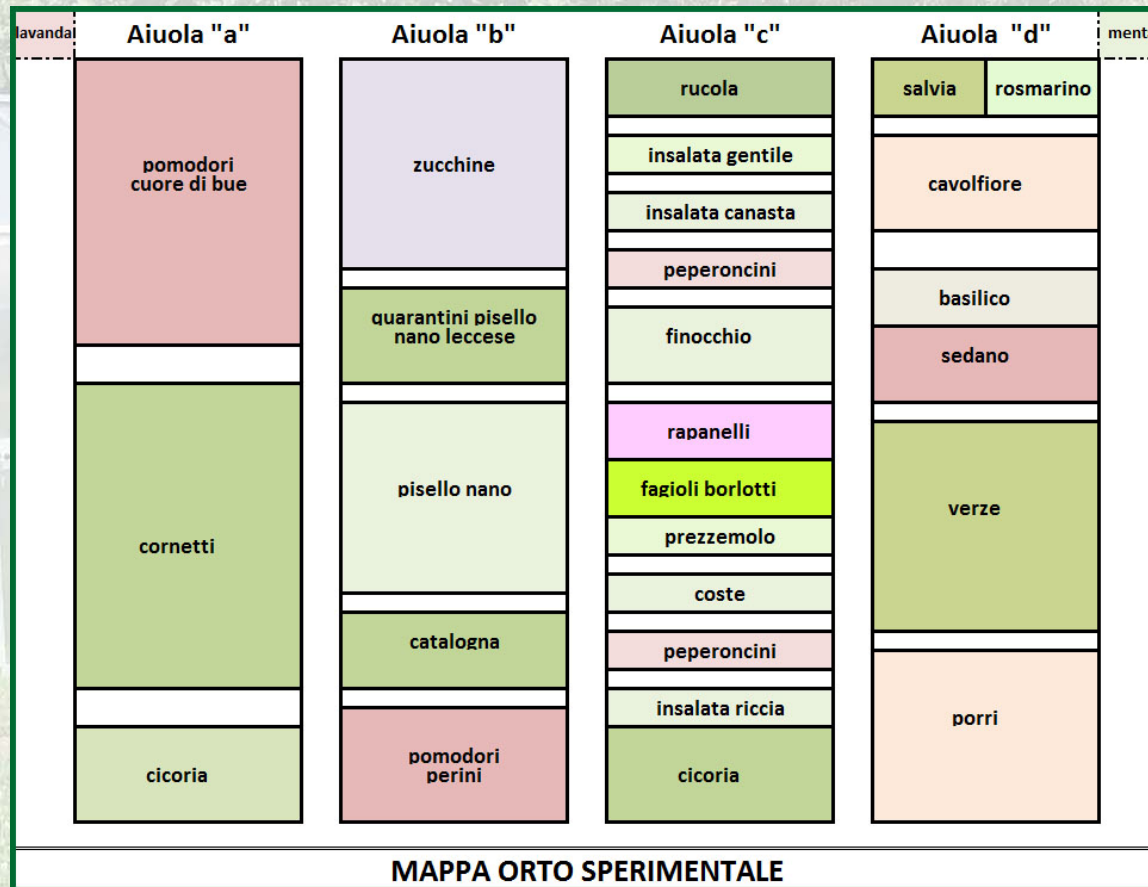 lavanda
Aiuola "a"
Aiuola "b"
Aiuola "c"
Aiuola "d"
ment
pomodori
cuore di bue
cornetti
cicoria
zucchine
quarantini pisello
nano leccese
pisello nano
catalogna
pomodori
perini
rucola
insalata gentile
insalata canasta
peperoncini
finocchio
rapanelli
fagioli borlotti
prezzemolo
coste
peperoncini
insalata riccia
cicoria
salvia
rosmarino
cavolfiore
basilico
sedano
verze
porri
MAPPA ORTO SPERIMENTALE